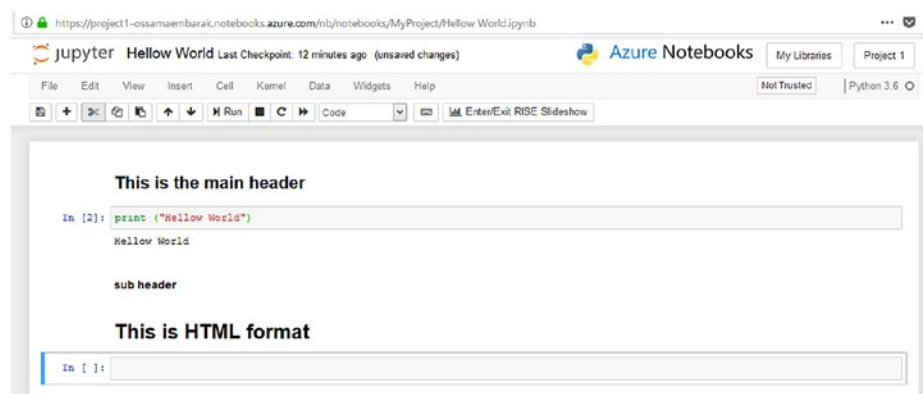 https://project1-ossamaembarak.notebooks.azure.com/nb/notebooks/MyProject/Hellow World.ipynb
jupyter Hellow World Last Checkpoint: 12 minutes ago (unsaved changes) Azure Notebooks My Libraries Project 1
File Edit View Insert Cell Kernel Data Widgets Help Not Trusted Python 3.6
Run Code Enter/Exit RISE Slideshow
This is the main header
In [2]: print ("Hellow World")
Hellow World
sub header
This is HTML format
In [ ]: